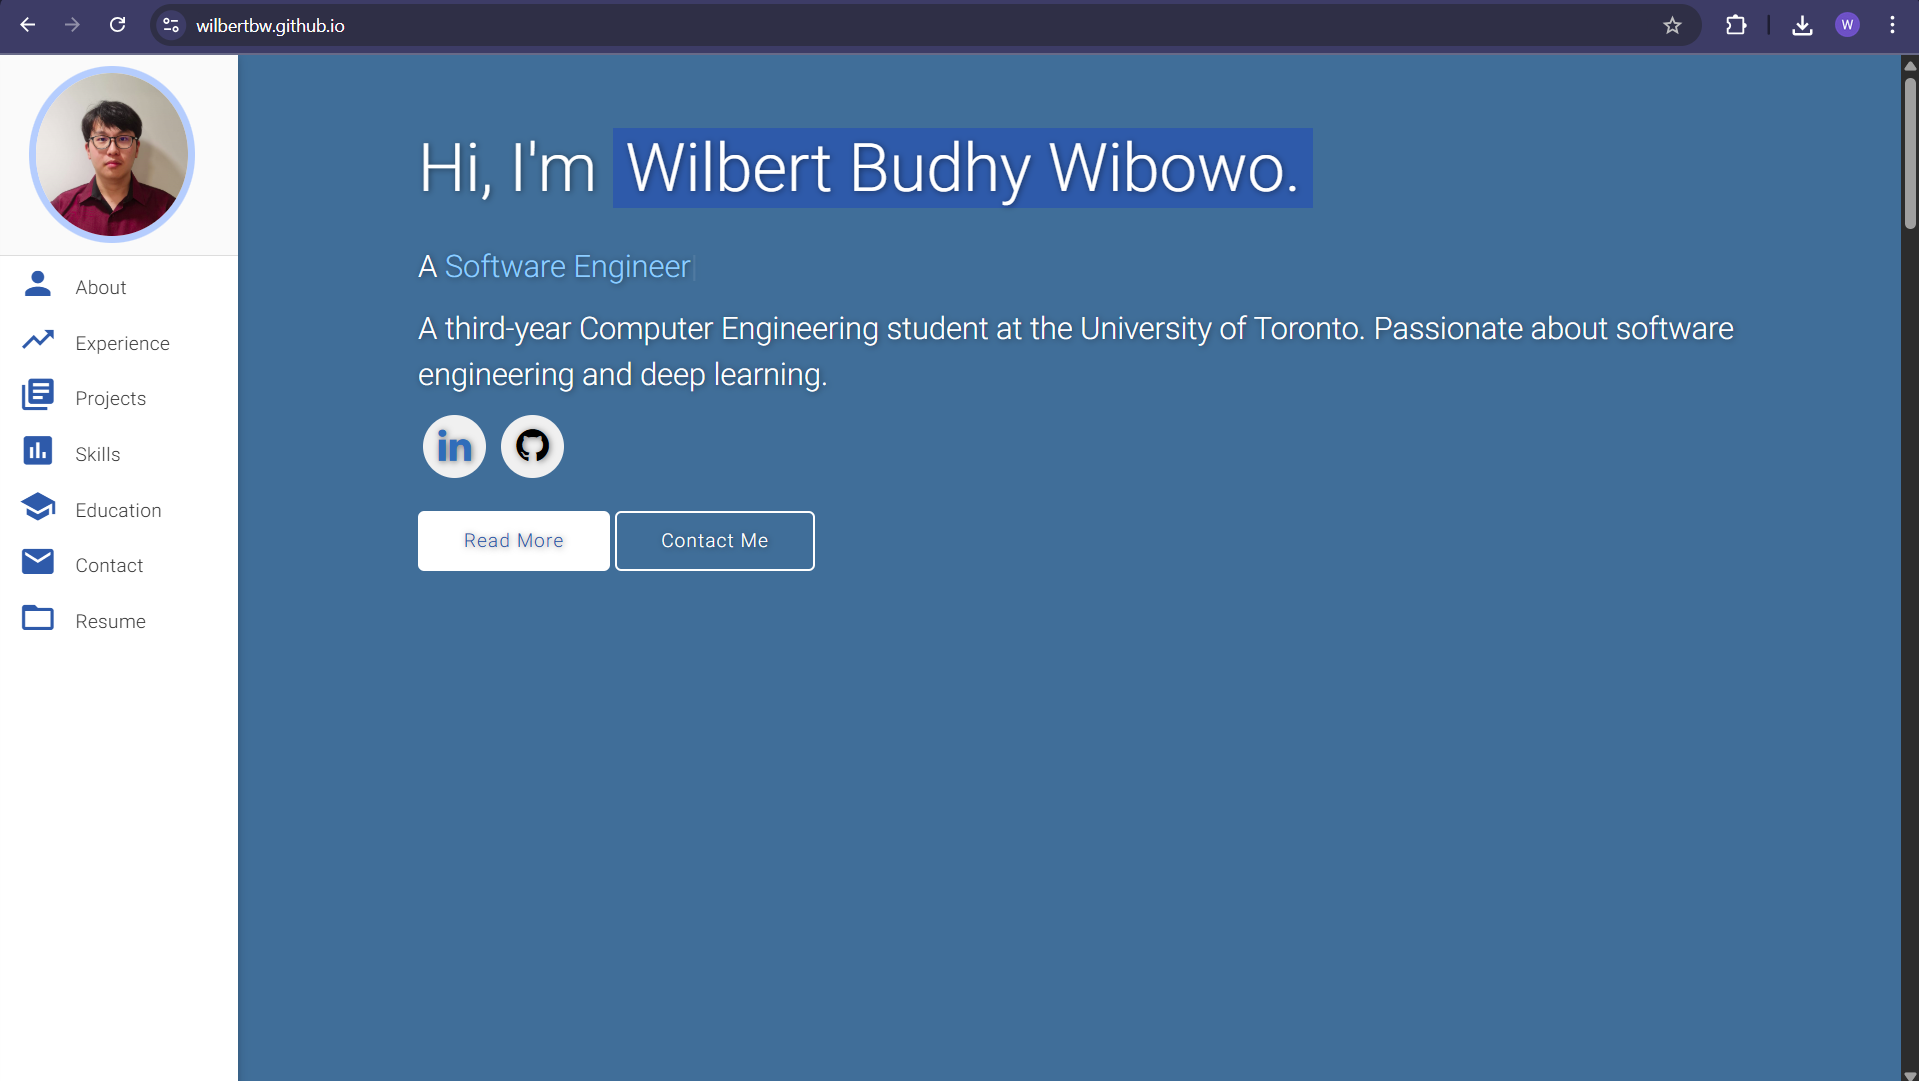 wilbertbw.github.io
W
About
Experience
Projects
Skills
Education
Contact
Resume
Hi, I'm Wilbert Budhy Wibowo.
A Software Engineer
A third-year Computer Engineering student at the University of Toronto. Passionate about software
engineering and deep learning.
in
Read More
Contact Me